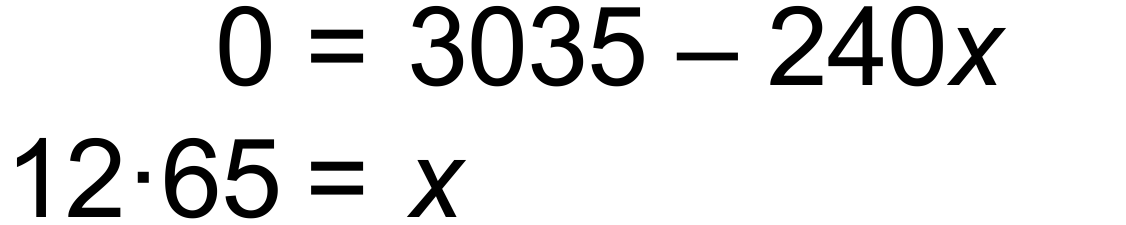 0 = 3035 – 240x
12·65 = x